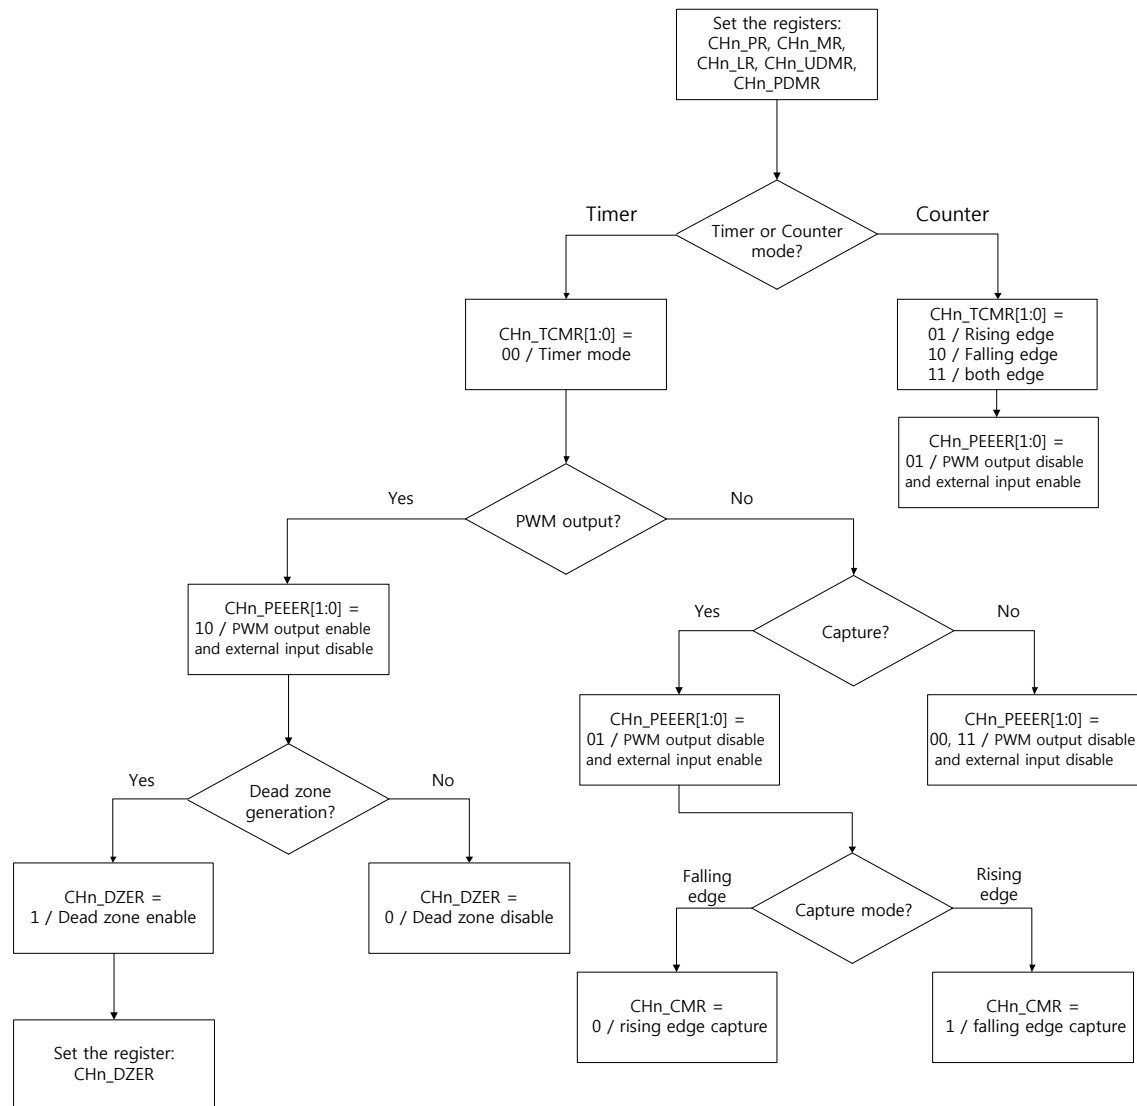 Set the registers:
CHn_PR, CHn_MR,
CHn_LR, CHn_UDMR,
CHn_PDMR
Timer
Counter
Timer or Counter
mode?
CHn_TCMR[1:0] =
00 / Timer mode
CHn_TCMR[1:0] =
01 / Rising edge
10 / Falling edge
11 / both edge
CHn_PEEER[1:0] =
01 / PWM output disable
and external input enable
Yes
No
PWM output?
CHn_PEEER[1:0] =
10 / PWM output enable
and external input disable
Yes
No
Capture?
CHn_PEEER[1:0] =
01 / PWM output disable
and external input enable
CHn_PEEER[1:0] =
00, 11 / PWM output disable
and external input disable
Yes
No
Dead zone
generation?
CHn_DZER =
1 / Dead zone enable
CHn_DZER =
0 / Dead zone disable
Falling
edge
Rising
edge
Capture mode?
CHn_CMR =
0 / rising edge capture
CHn_CMR =
1 / falling edge capture
Set the register:
CHn_DZER